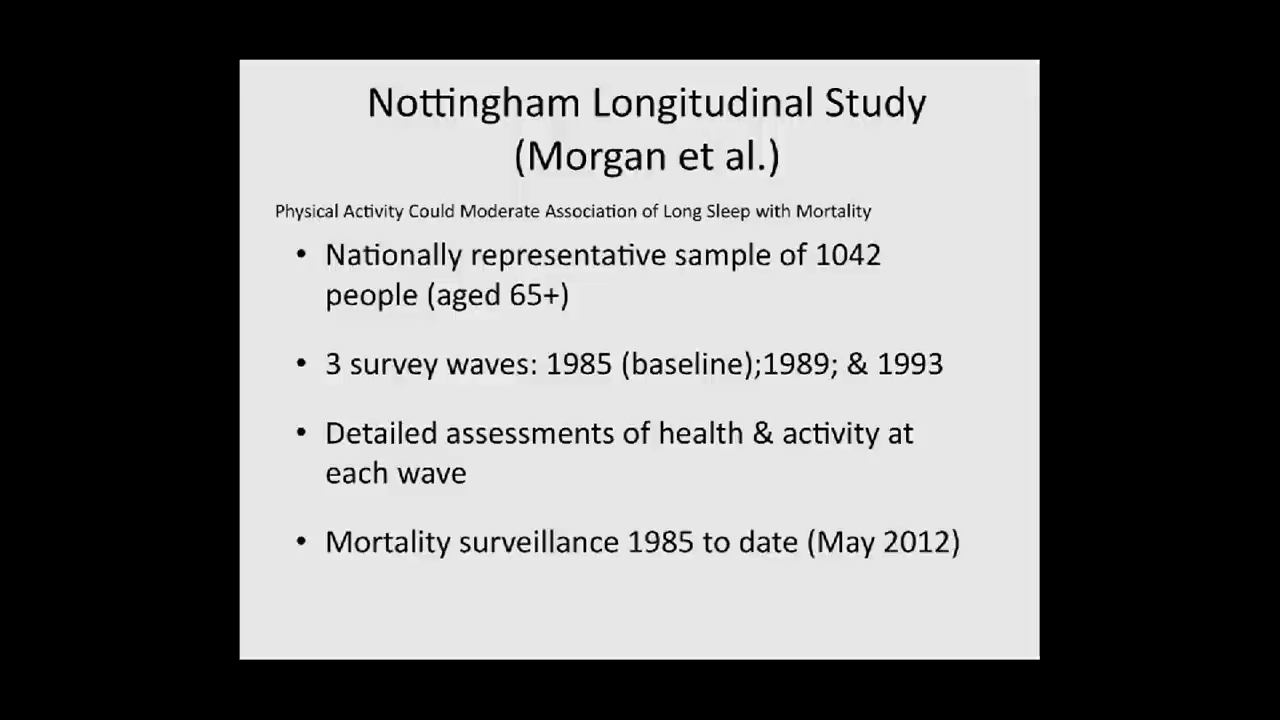 Nottingham Longitudinal Study
(Morgan et al.)
Physical Activity Could Moderate Association of Long Sleep with Mortality
• Nationally representative sample of 1042
people (aged 65+)
• 3 survey waves: 1985 (baseline);1989; & 1993
• Detailed assessments of health & activity at
each wave
• Mortality surveillance 1985 to date (May 2012)